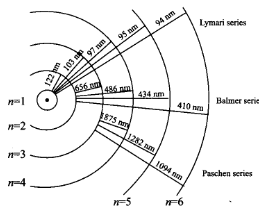 94 nm
Lymari series
95 nm
97 nm
103 nm
122 nm
n=1
656 nm
486 nm
434 nm
410 nm
Balmer serie
n=2
1875 nm
n=3
1282 nm
1094 nm
Paschen series
n=4
n=5
n=6